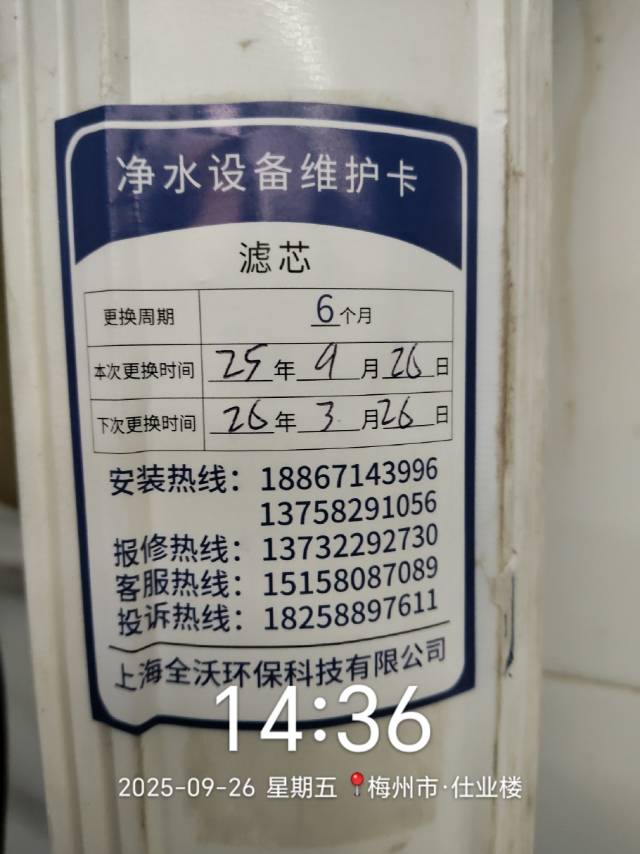 净水设备维护卡
滤芯
更换周期 6个月
本次更换时间 25年9月26日
下次更换时间 26年3月26日
安装热线：18867143996
13758291056
报修热线：13732292730
客服热线：15158087089
投诉热线：18258897611
上海全沃环保科技有限公司
14:36
2025-09-26 星期五 梅州市·仕业楼